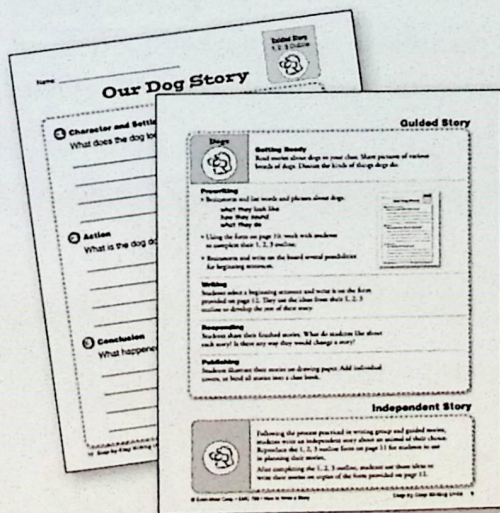 Name
Guided Story
1, 2, 3 Outline
Our Dog Story
1 Character and Setti
What does the dog loo
2 Action
What is the dog do
3 Conclusion
What happene
Guided Story
Dogs
Getting Ready
Read stories about dogs to your class. Share pictures of various
breeds of dogs. Discuss the kinds of things dogs do.
Prewriting
• Brainstorm and list words and phrases about dogs.
what they look like
how they sound
what they do
• Using the form on page 10, work with students
to complete their 1, 2, 3 outline.
• Brainstorm and write on the board several possibilities
for beginning sentences.
Writing
Students select a beginning sentence and write it on the form
provided on page 12. They use the ideas from their 1, 2, 3
outline to develop the rest of their story.
Responding
Students share their finished stories. What do students like about
each story? Is there any way they would change a story?
Publishing
Students illustrate their stories on drawing paper. Add individual
covers, or bind all stories into a class book.
Independent Story
Following the process practiced in writing group and guided stories,
students write an independent story about an animal of their choice.
Reproduce the 1, 2, 3 outline form on page 11 for students to use
in planning their stories.
After completing the 1, 2, 3 outline, students use those ideas to
write their stories on copies of the form provided on page 12.